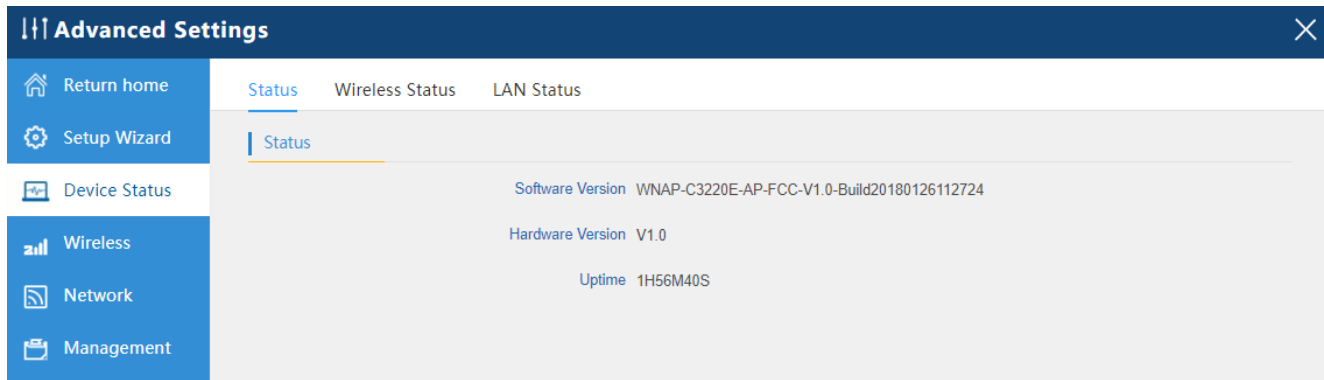 Advanced Settings
Return home
Setup Wizard
Device Status
Wireless
Network
Management
Status Wireless Status LAN Status
Status
Software Version WNAP-C3220E-AP-FCC-V1.0-Build20180126112724
Hardware Version V1.0
Uptime 1H56M40S